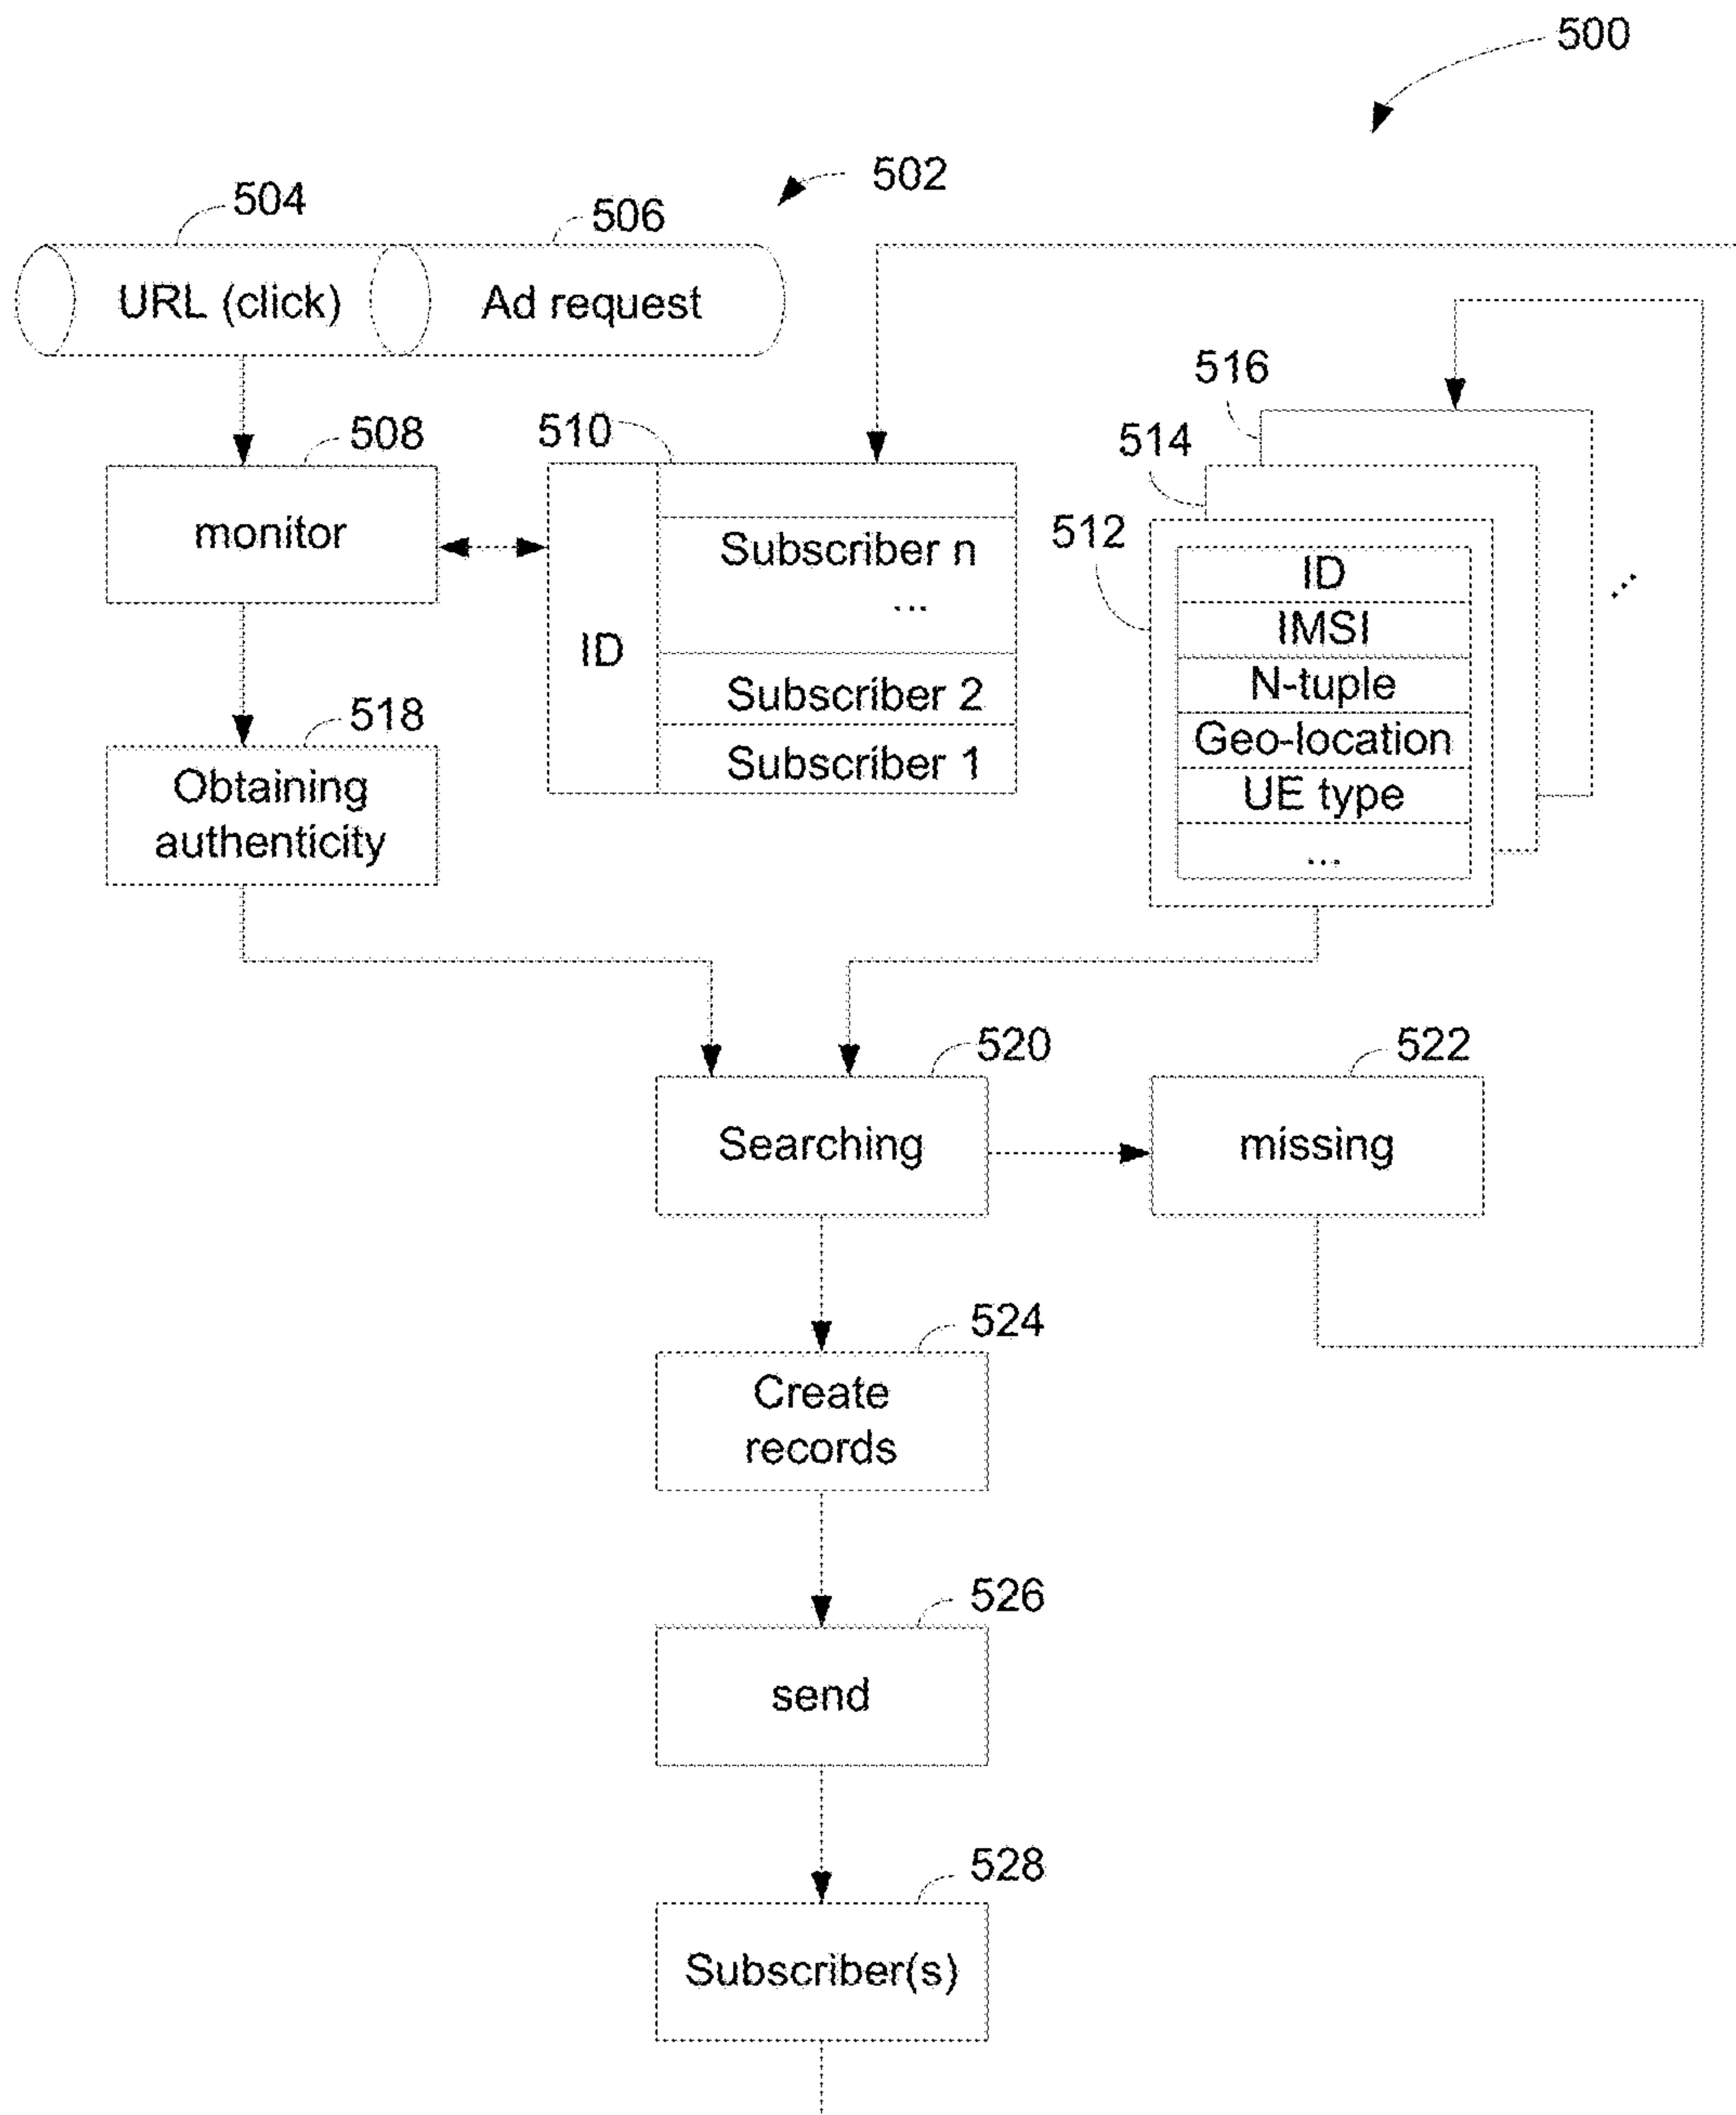 500
502
504
506
URL (click)
Ad request
508
monitor
510
ID
Subscriber n
...
Subscriber 2
Subscriber 1
516
514
512
ID
IMSI
N-tuple
Geo-location
UE type
...
...
518
Obtaining
authenticity
520
Searching
522
missing
524
Create
records
526
send
528
Subscriber(s)